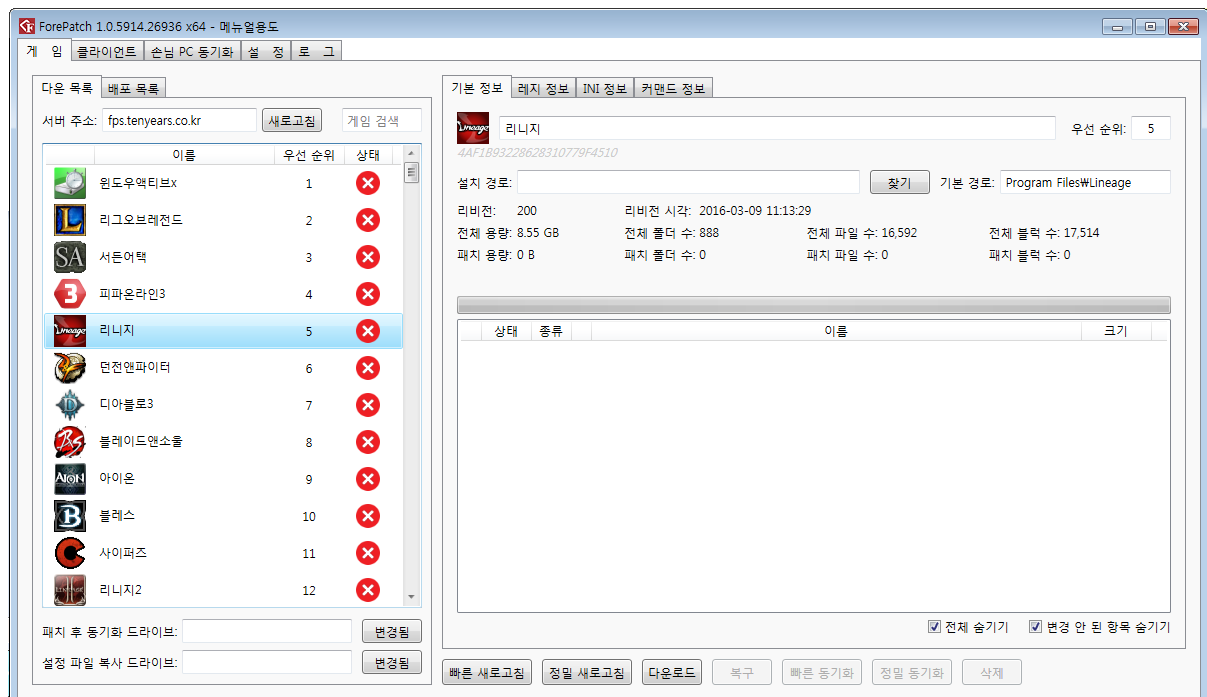 ForePatch 1.0.5914.26936 x64 - 메뉴얼용도
게 임 클라이언트 손님 PC 동기화 설 정 로 그
다운 목록 배포 목록
서버 주소: fps.tenyears.co.kr 새로고침 게임 검색
이름 우선 순위 상태
윈도우액티브x 1
리그오브레전드 2
SA 서든어택 3
3 피파온라인3 4
Lineage 리니지 5
던전앤파이터 6
D 디아블로3 7
BS 블레이드앤소울 8
AION 아이온 9
B 블레스 10
사이퍼즈 11
LINEAGE II 리니지2 12
패치 후 동기화 드라이브: 변경됨
설정 파일 복사 드라이브: 변경됨
기본 정보 레지 정보 INI 정보 커맨드 정보
Lineage 리니지 우선 순위: 5
4AF1B93228628310779F4510
설치 경로: 찾기 기본 경로: Program Files₩Lineage
리비전: 200 리비전 시각: 2016-03-09 11:13:29
전체 용량: 8.55 GB 전체 폴더 수: 888 전체 파일 수: 16,592 전체 블럭 수: 17,514
패치 용량: 0 B 패치 폴더 수: 0 패치 파일 수: 0 패치 블럭 수: 0
상태 종류 이름 크기
전체 숨기기 변경 안 된 항목 숨기기
빠른 새로고침 정밀 새로고침 다운로드 복구 빠른 동기화 정밀 동기화 삭제